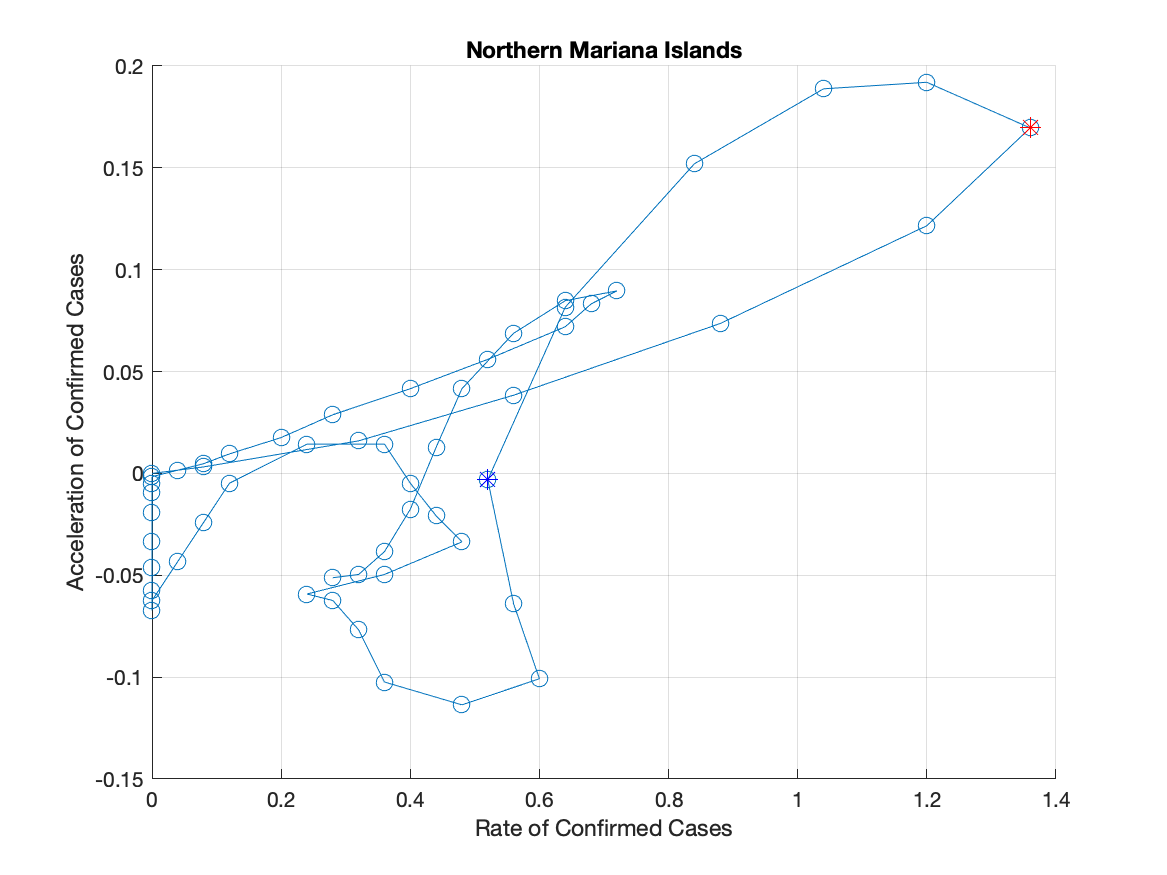 Northern Mariana Islands
0.2
0.15
0.1
0.05
0
-0.05
-0.1
-0.15
Acceleration of Confirmed Cases
0 0.2 0.4 0.6 0.8 1 1.2 1.4
Rate of Confirmed Cases